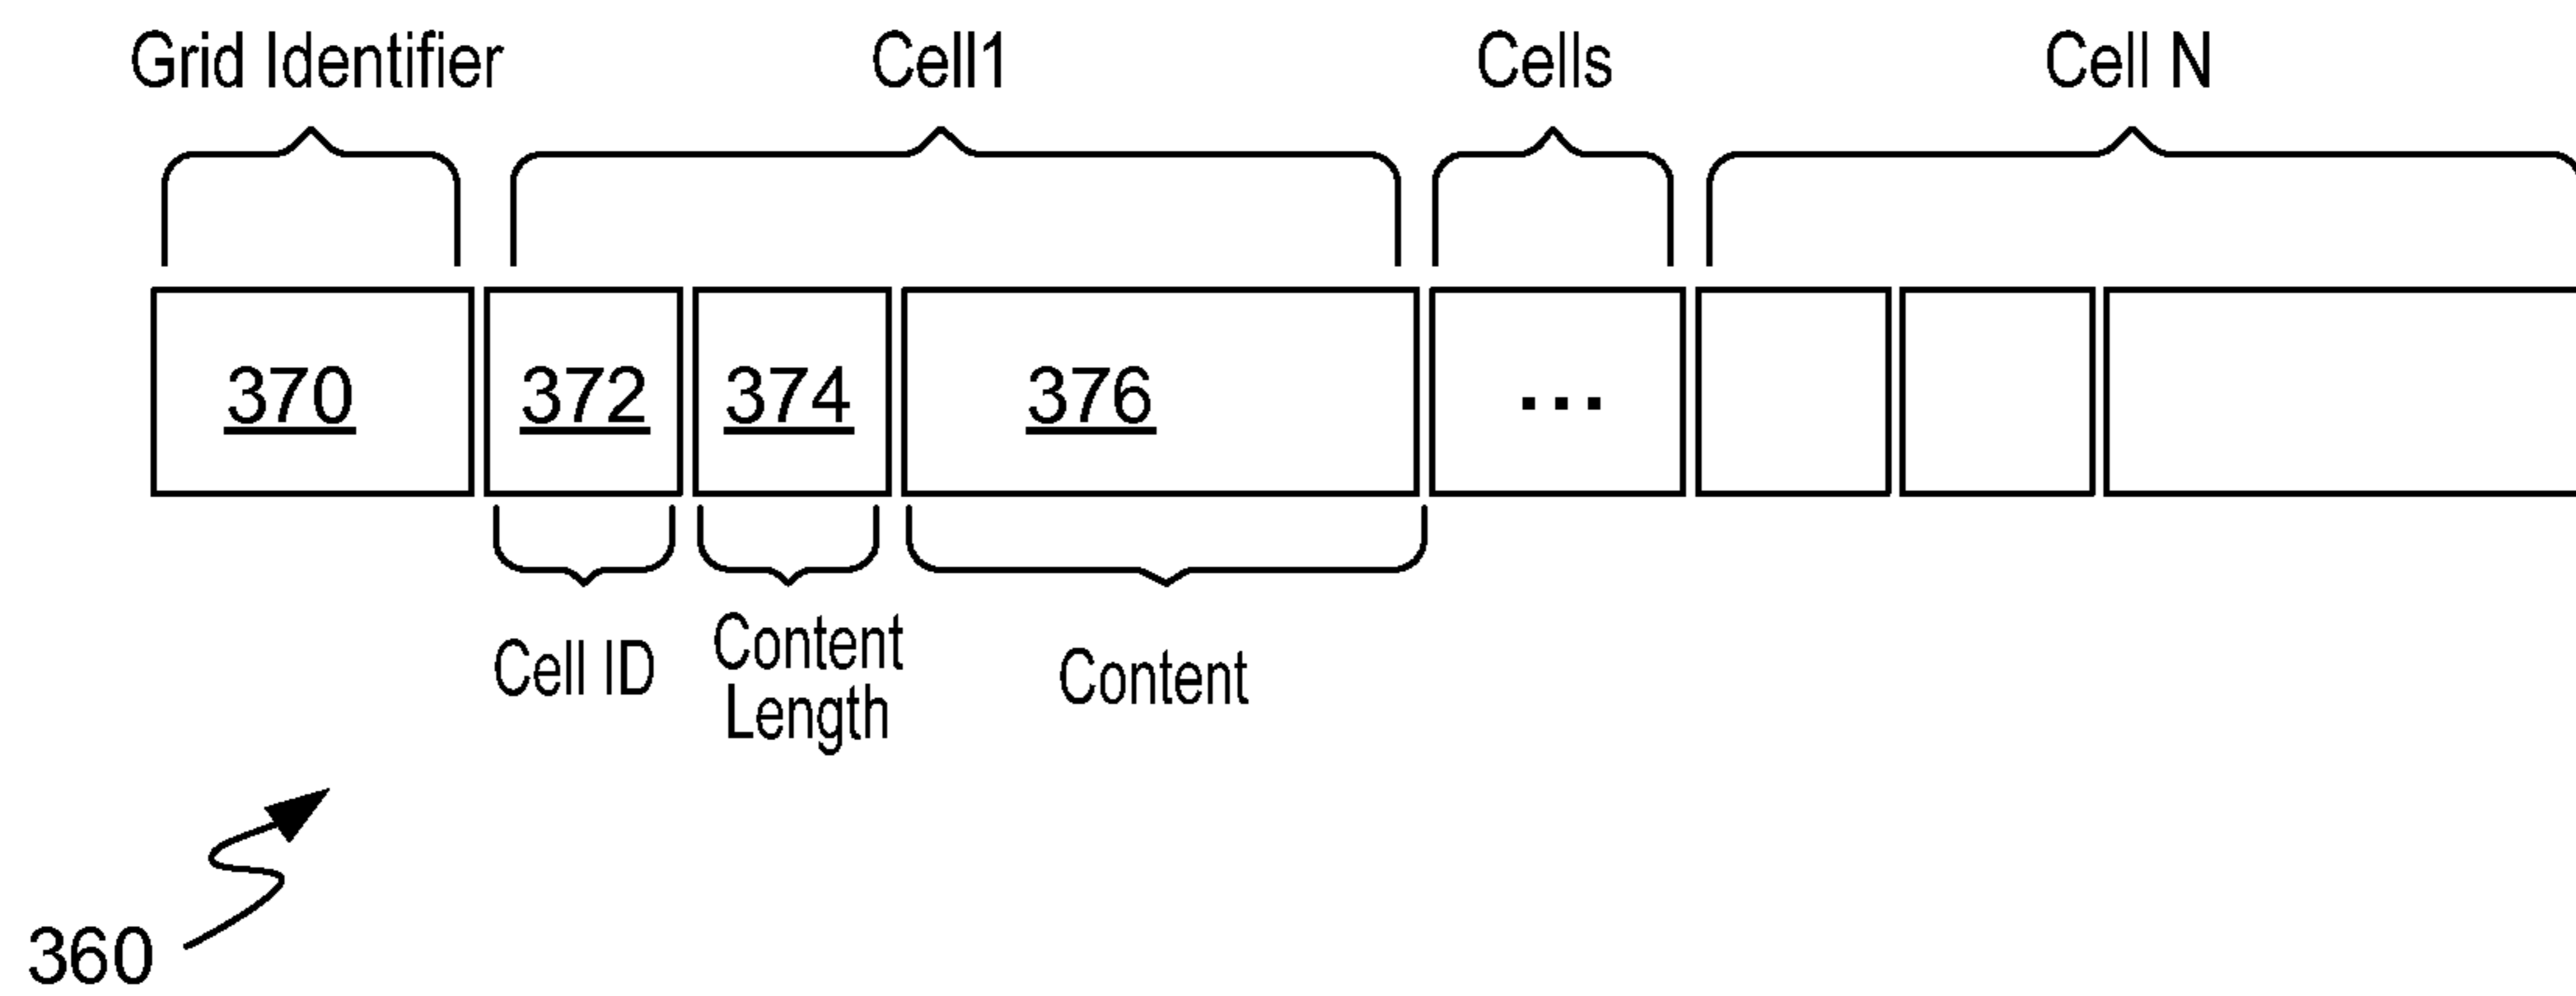 Grid Identifier
Cell1
Cells
Cell N
370
372
374
376
...
Cell ID
Content
Length
Content
360